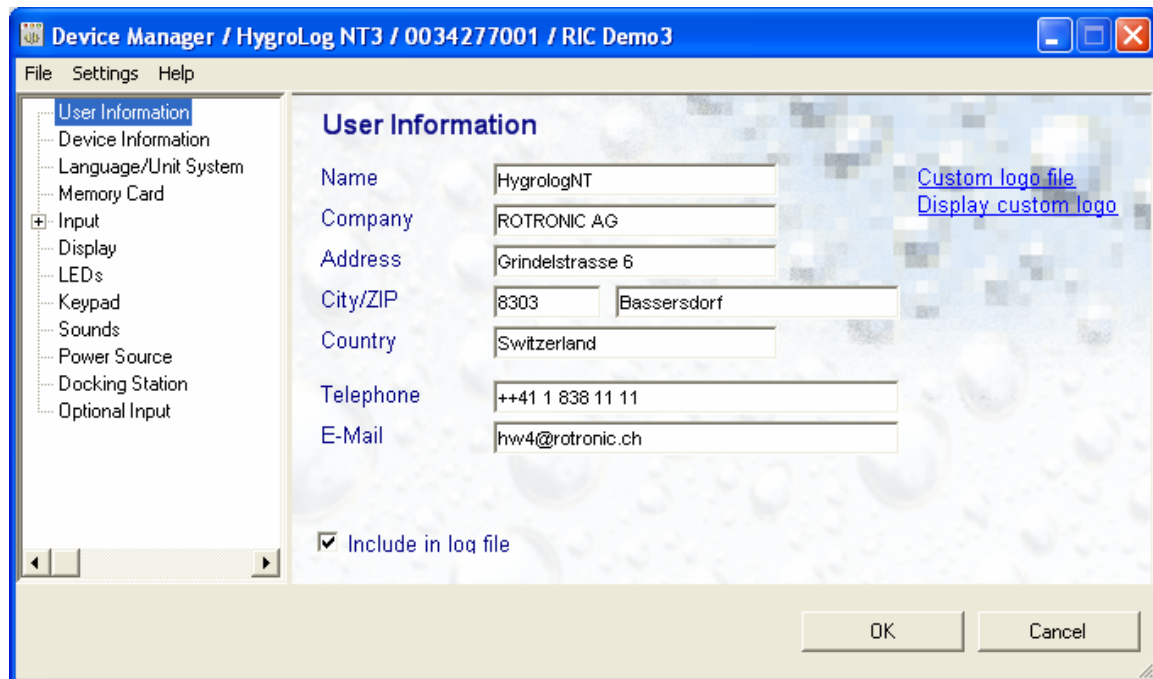 Device Manager / HygroLog NT3 / 0034277001 / RIC Demo3
File Settings Help
User Information
Device Information
Language/Unit System
Memory Card
Input
Display
LEDs
Keypad
Sounds
Power Source
Docking Station
Optional Input
User Information
Name HygrologNT
Company ROTRONIC AG
Address Grindelstrasse 6
City/ZIP 8303 Bassersdorf
Country Switzerland
Telephone ++41 1 838 11 11
E-Mail hw4@rotronic.ch
Custom logo file
Display custom logo
Include in log file
OK Cancel